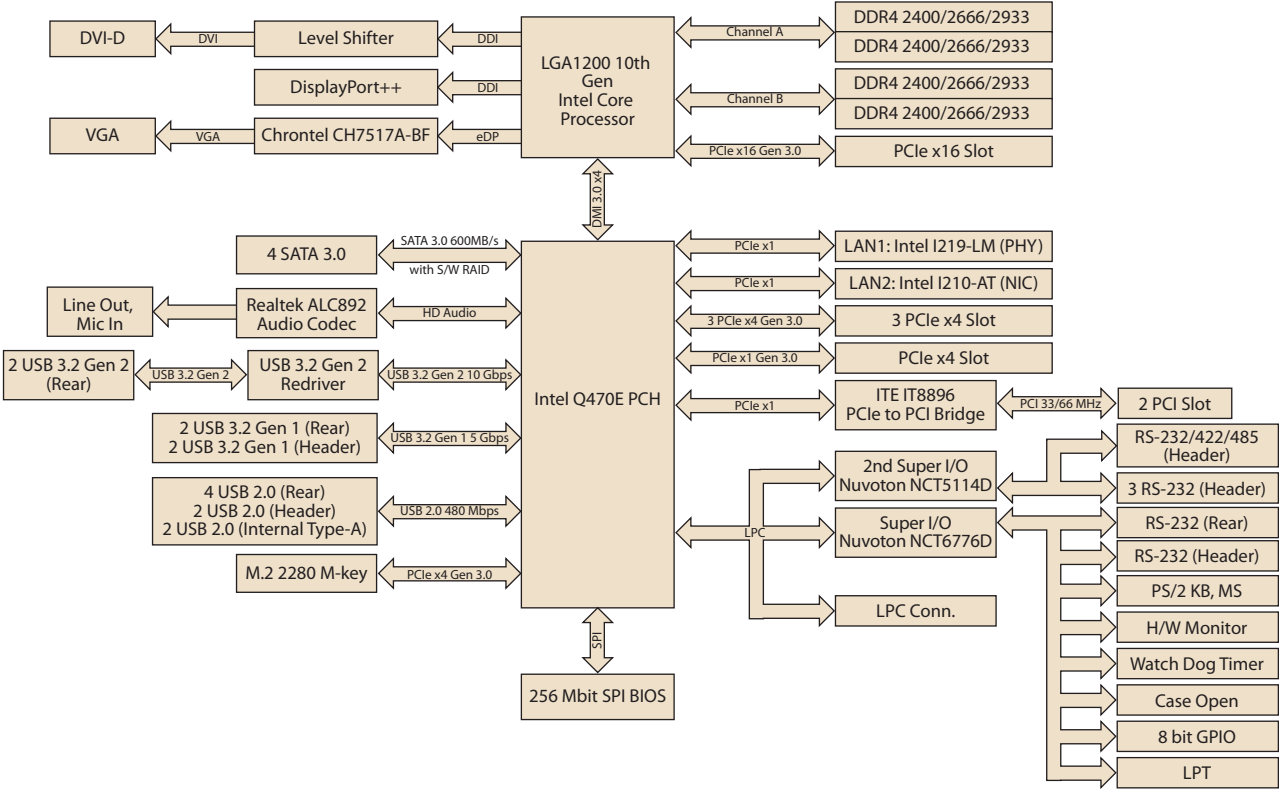 DVI-D
DVI
Level Shifter
DDI
DisplayPort++
DDI
VGA
VGA
Chrontel CH7517A-BF
eDP
LGA1200 10th
Gen
Intel Core
Processor
Channel A
DDR4 2400/2666/2933
DDR4 2400/2666/2933
Channel B
DDR4 2400/2666/2933
DDR4 2400/2666/2933
PCIe x16 Gen 3.0
PCIe x16 Slot
DMI 3.0 x4
4 SATA 3.0
SATA 3.0 600MB/s
with S/W RAID
Line Out,
Mic In
Realtek ALC892
Audio Codec
HD Audio
2 USB 3.2 Gen 2
(Rear)
USB 3.2 Gen 2
USB 3.2 Gen 2
Redriver
USB 3.2 Gen 2 10 Gbps
2 USB 3.2 Gen 1 (Rear)
2 USB 3.2 Gen 1 (Header)
USB 3.2 Gen 1 5 Gbps
4 USB 2.0 (Rear)
2 USB 2.0 (Header)
2 USB 2.0 (Internal Type-A)
USB 2.0 480 Mbps
M.2 2280 M-key
PCIe x4 Gen 3.0
Intel Q470E PCH
PCIe x1
LAN1: Intel I219-LM (PHY)
PCIe x1
LAN2: Intel I210-AT (NIC)
3 PCIe x4 Gen 3.0
3 PCIe x4 Slot
PCIe x1 Gen 3.0
PCIe x4 Slot
PCIe x1
ITE IT8896
PCIe to PCI Bridge
PCI 33/66 MHz
2 PCI Slot
LPC
2nd Super I/O
Nuvoton NCT5114D
RS-232/422/485
(Header)
3 RS-232 (Header)
Super I/O
Nuvoton NCT6776D
RS-232 (Rear)
RS-232 (Header)
PS/2 KB, MS
H/W Monitor
Watch Dog Timer
Case Open
8 bit GPIO
LPT
LPC Conn.
SPI
256 Mbit SPI BIOS